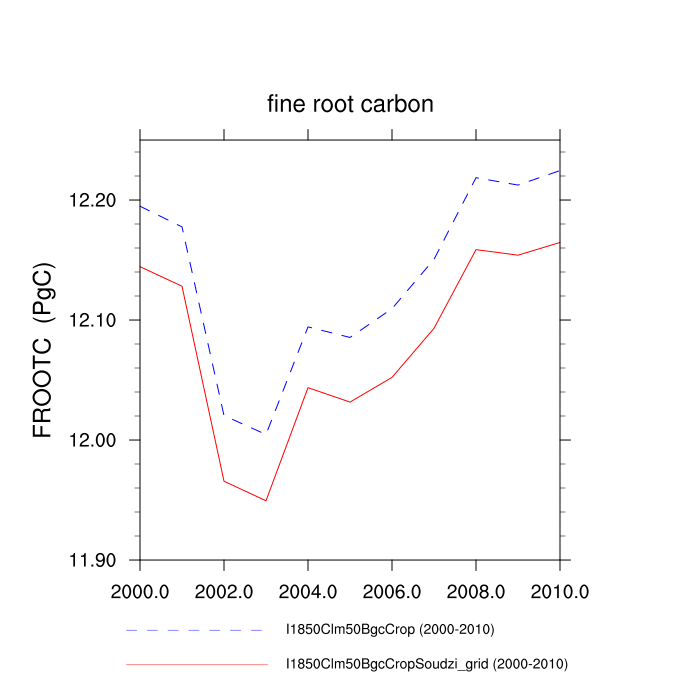 fine root carbon
FROOTC (PgC)
12.20
12.10
12.00
11.90
2000.0 2002.0 2004.0 2006.0 2008.0 2010.0
I1850Clm50BgcCrop (2000-2010)
I1850Clm50BgcCropSoudzi_grid (2000-2010)